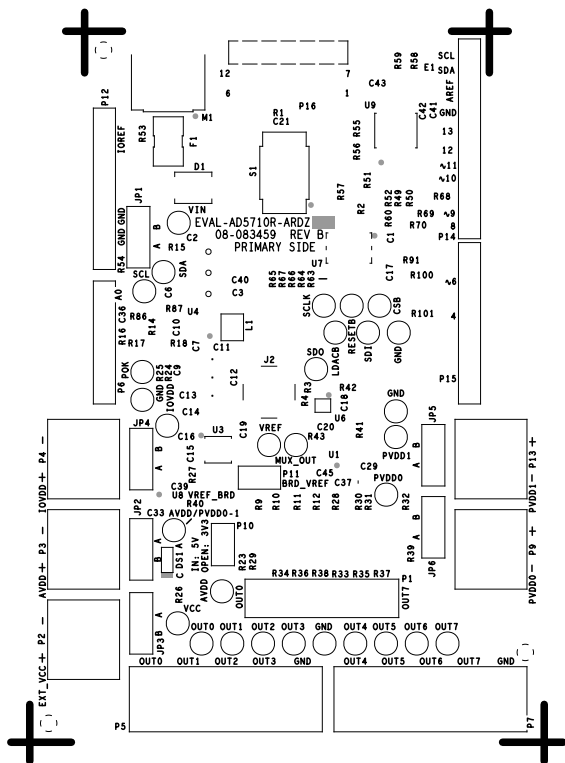 R59
R58
SCL
E1
SDA
12
7
C43
P12
6
1
AREF
P16
U9
C42
C41
GND
M1
R1
C21
R53
F1
IOREF
R55
13
R56
12
D1
S1
~11
R51
~10
JP1
R57
R52
R49
R50
R68
VIN
GND GND
R2
R60
R69
~9
B
A
EVAL-AD5710R-ARDZ
R70
8
08-083459 REV B
C1
P14
PRIMARY SIDE
C2
R15
R54
U7
R91
SCL
SDA
C17
R100
~6
A0
C6
C40
C3
R65
R67
R66
R64
R63
C36
R86
R87
U4
SCLK
CSB
R101
4
R16
R17
R14
C10
R18
L1
C7
C11
LDACB
RESETB
SDI
GND
J2
SDO
POK
R25
R24
C9
C12
P15
P6
GND
IOVDD
C13
R3
R4
R42
C18
GND
U6
C14
C20
JP4
C16
U3
C19
VREF
R43
R41
JP5
PVDD1
P4
B
A
MUX_OUT
B
A
P13
C15
R27
U1
C29
IOVDD+
P11
C45
PVDD0
PVDD1-
C39
BRD_VREF
C37
U8 VREF_BRD
JP2
R40
R9
R10
R11
R12
R28
R30
R31
R32
AVDD/PVDD0-1
C33
P10
P3
A
B
DS1
A
C
IN: 5V
OPEN: 3V3
A
B
P9
R39
R23
R29
JP6
AVDD+
R26
AVDD
OUT0
R34
R36
R38
R33
R35
R37
P1
OUT7
PVDD0-
VCC
A
B
JP3
P2
EXT_VCC+
OUT0
OUT1
OUT2
OUT3
GND
OUT4
OUT5
OUT6
OUT7
OUT0 OUT1 OUT2 OUT3 GND OUT4 OUT5 OUT6 OUT7 GND
P5
P7